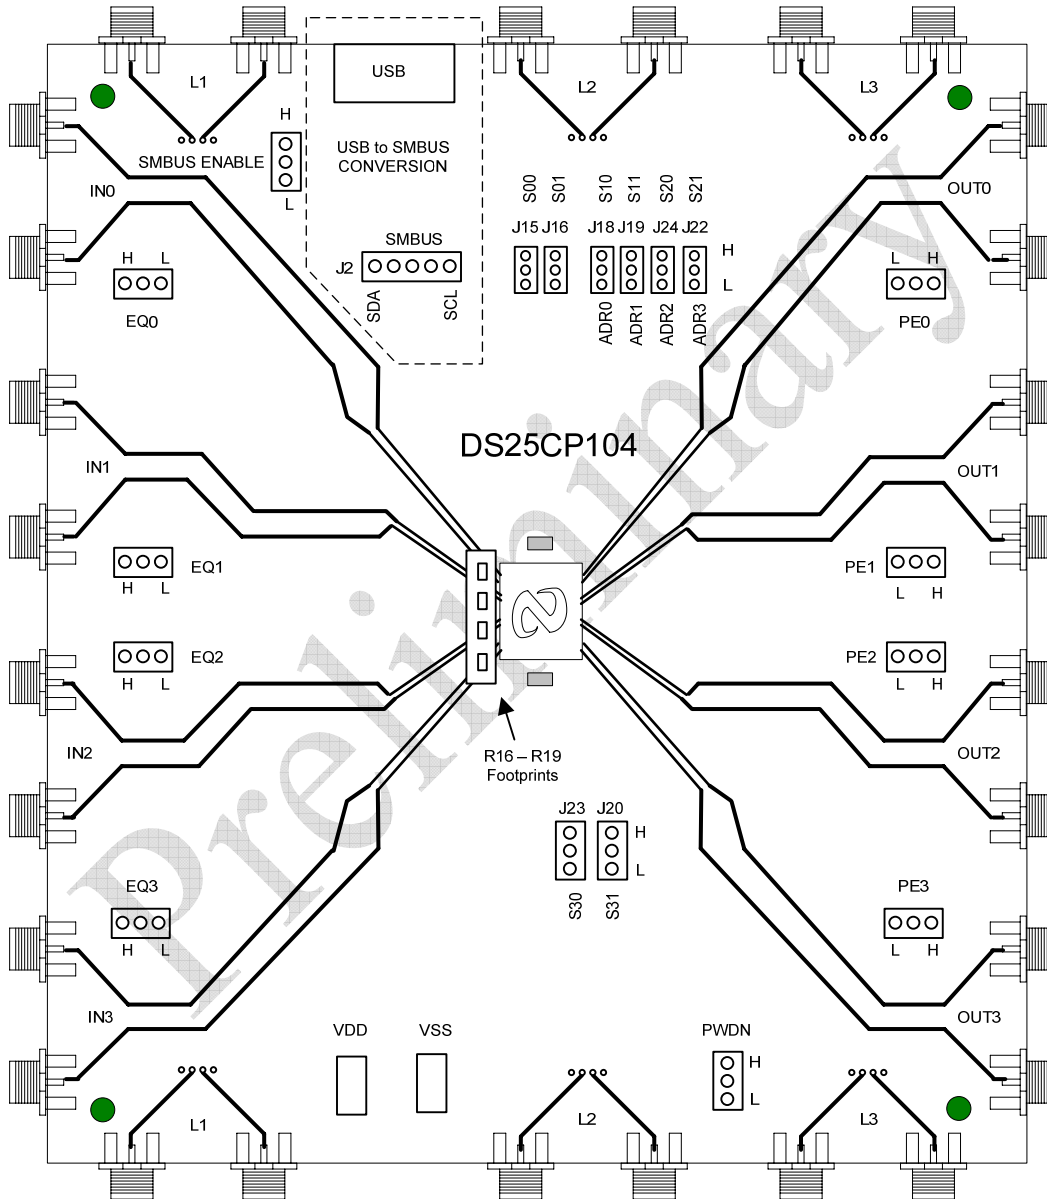 L1
USB
L2
L3
H
SMBUS ENABLE
L
USB to SMBUS
CONVERSION
IN0
OUT0
S00 S01 S10 S11 S20 S21
J15 J16 J18 J19 J24 J22
H
L
ADR0 ADR1 ADR2 ADR3
SMBUS
J2
SDA SCL
H L
EQ0
L H
PE0
DS25CP104
Preliminary
IN1
OUT1
EQ1
H L
PE1
L H
EQ2
H L
PE2
L H
IN2
OUT2
R16 – R19
Footprints
J23 J20
H
L
S30 S31
EQ3
H L
PE3
L H
IN3
OUT3
VDD
VSS
PWDN
H
L
L1
L2
L3